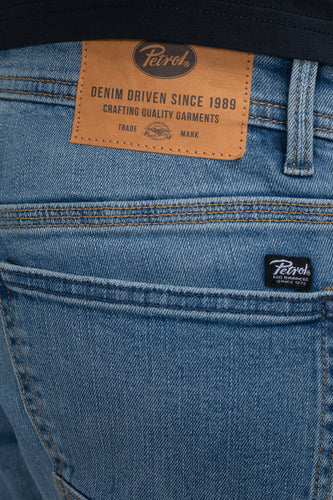 Petrol
DENIM DRIVEN SINCE 1989
CRAFTING QUALITY GARMENTS
TRADE MARK
Petrol